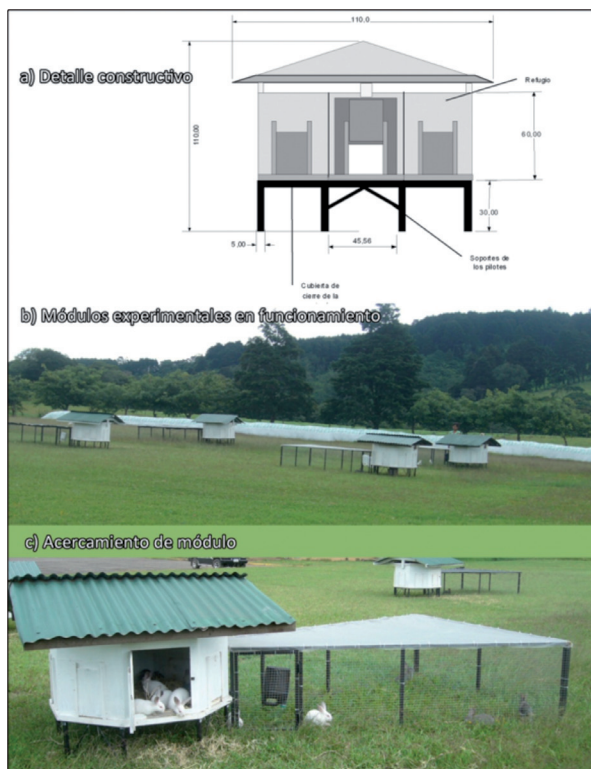 110.0
a) Detalle constructivo
Refugio
110.00
60,00
30,00
5,00
45,56
Soportes de
los pilotes
Cubierta de
cierre de la
b) Módulos experimentales en funcionamiento
c) Acercamiento de módulo